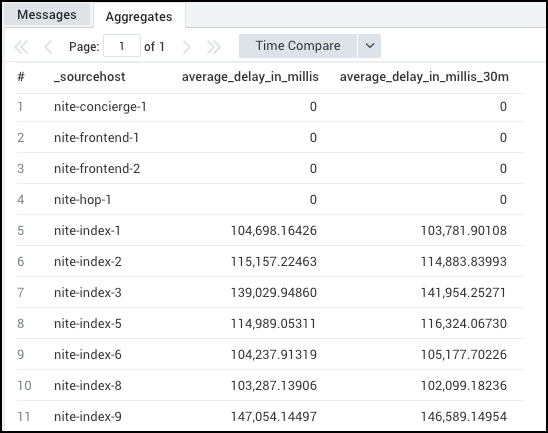 Messages Aggregates
Page: 1 of 1 Time Compare
# _sourcehost average_delay_in_millis average_delay_in_millis_30m
1 nite-concierge-1 0 0
2 nite-frontend-1 0 0
3 nite-frontend-2 0 0
4 nite-hop-1 0 0
5 nite-index-1 104,698.16426 103,781.90108
6 nite-index-2 115,157.22463 114,883.83993
7 nite-index-3 139,029.94860 141,954.25271
8 nite-index-5 114,989.05311 116,324.06730
9 nite-index-6 104,237.91319 105,177.70226
10 nite-index-8 103,287.13906 102,099.18236
11 nite-index-9 147,054.14497 146,589.14954